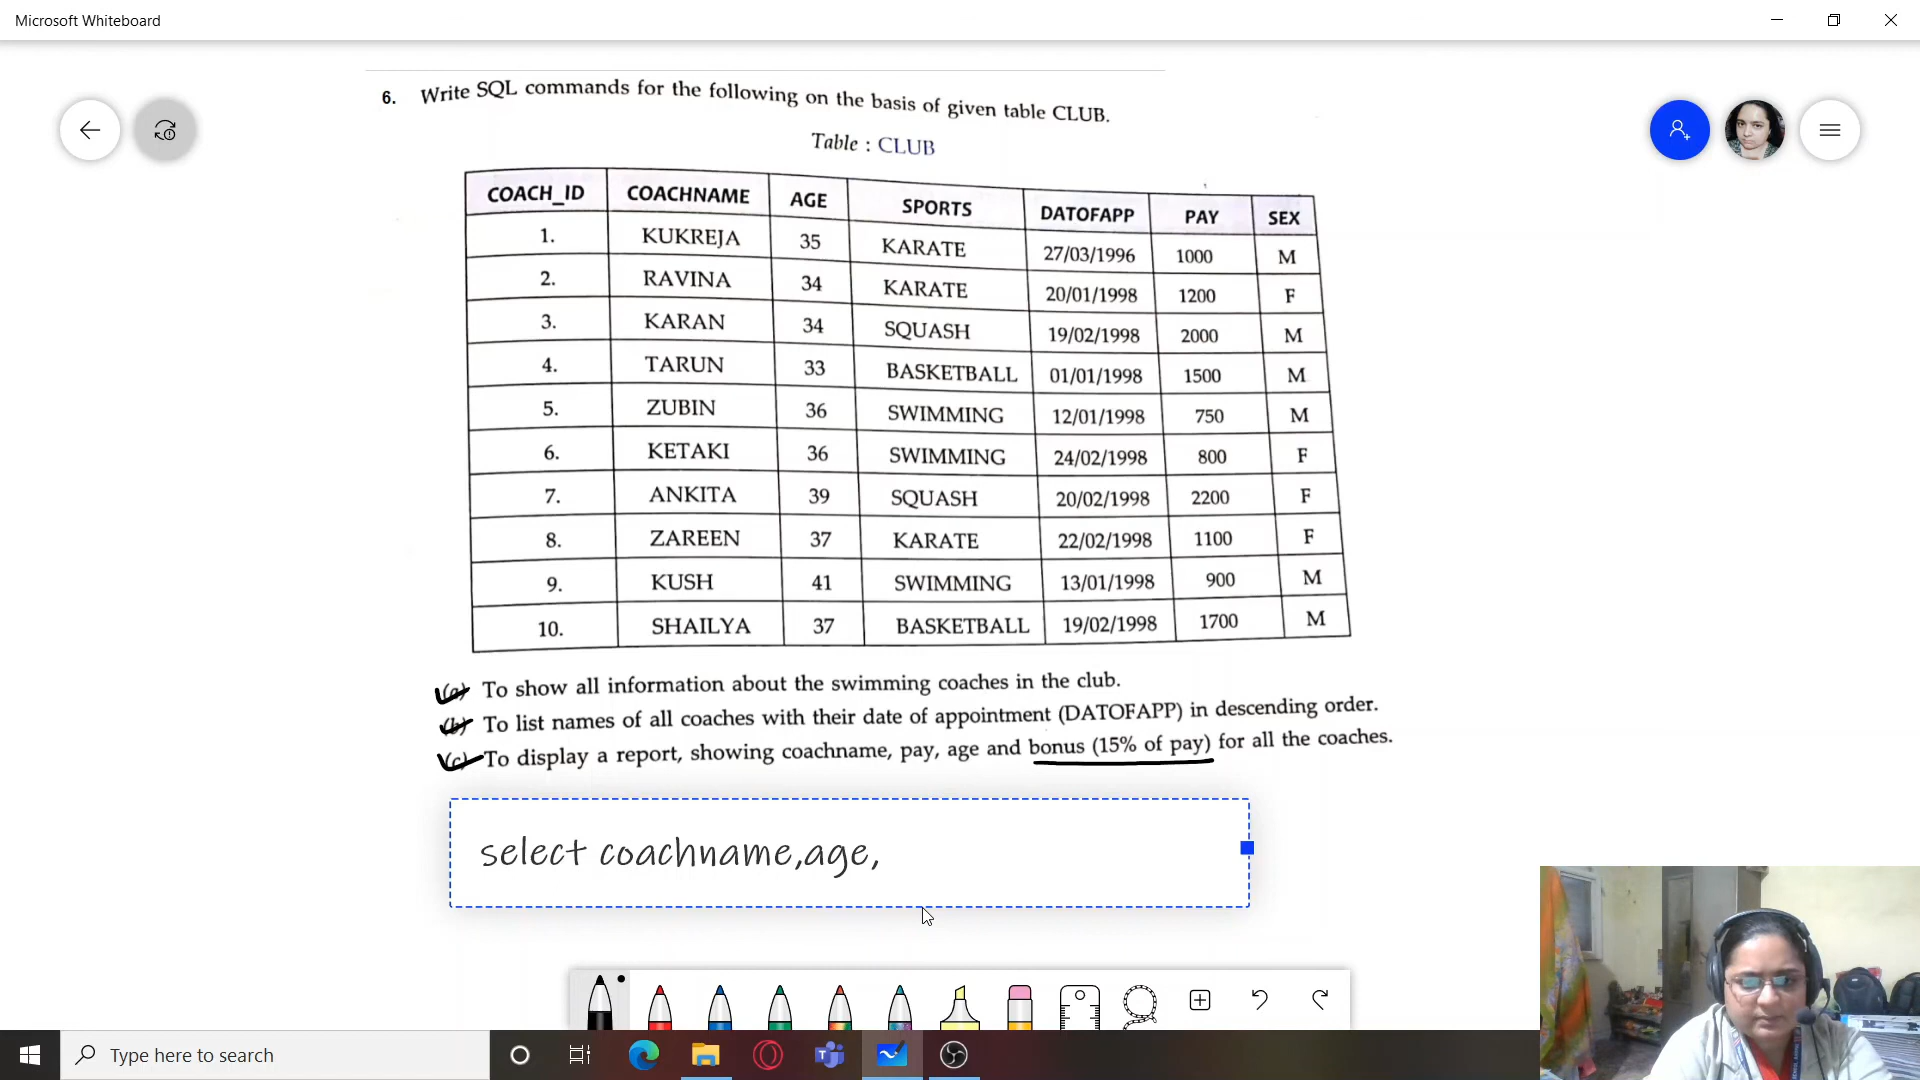 Microsoft Whiteboard
6. Write SQL commands for the following on the basis of given table CLUB.
Table : CLUB
COACH_ID COACHNAME AGE SPORTS DATOFAPP PAY SEX
1. KUKREJA 35 KARATE 27/03/1996 1000 M
2. RAVINA 34 KARATE 20/01/1998 1200 F
3. KARAN 34 SQUASH 19/02/1998 2000 M
4. TARUN 33 BASKETBALL 01/01/1998 1500 M
5. ZUBIN 36 SWIMMING 12/01/1998 750 M
6. KETAKI 36 SWIMMING 24/02/1998 800 F
7. ANKITA 39 SQUASH 20/02/1998 2200 F
8. ZAREEN 37 KARATE 22/02/1998 1100 F
9. KUSH 41 SWIMMING 13/01/1998 900 M
10. SHAILYA 37 BASKETBALL 19/02/1998 1700 M
(a) To show all information about the swimming coaches in the club.
(b) To list names of all coaches with their date of appointment (DATOFAPP) in descending order.
(c) To display a report, showing coachname, pay, age and bonus (15% of pay) for all the coaches.
select coachname,age,
Type here to search